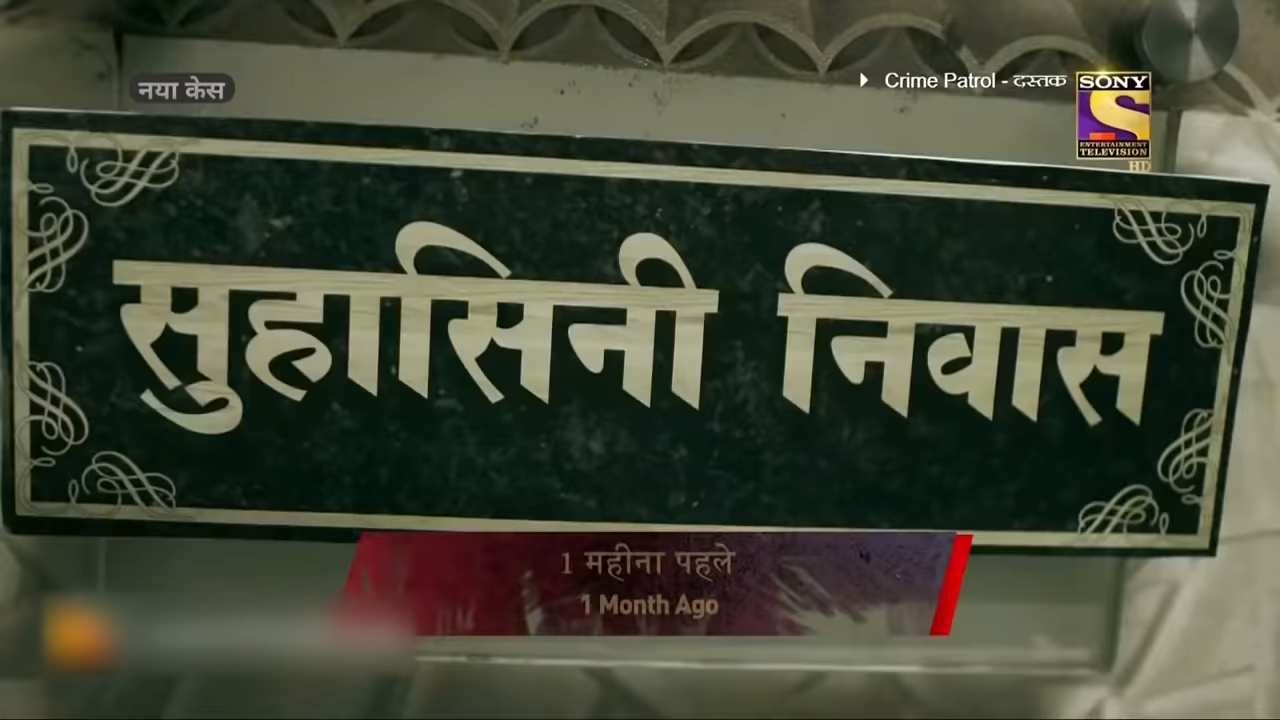 नया केस
Crime Patrol - दस्तक
SONY
ENTERTAINMENT
TELEVISION
HD
सुहासिनी निवास
1 महीना पहले
1 Month Ago